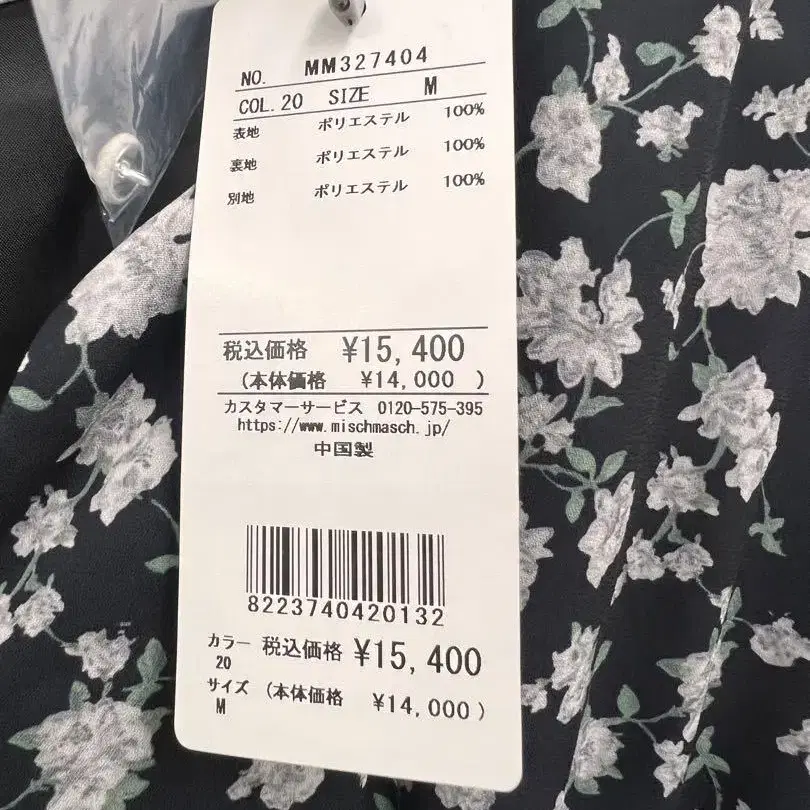 NO. MM327404
COL. 20 SIZE M
表地 ポリエステル 100%
裏地 ポリエステル 100%
別地 ポリエステル 100%
税込価格 ¥15,400
(本体価格 ¥14,000 )
カスタマーサービス 0120-575-395
https://www.mischmasch.jp/
中国製
8223740420132
カラー 税込価格 ¥15,400
20
サイズ (本体価格 ¥14,000 )
M